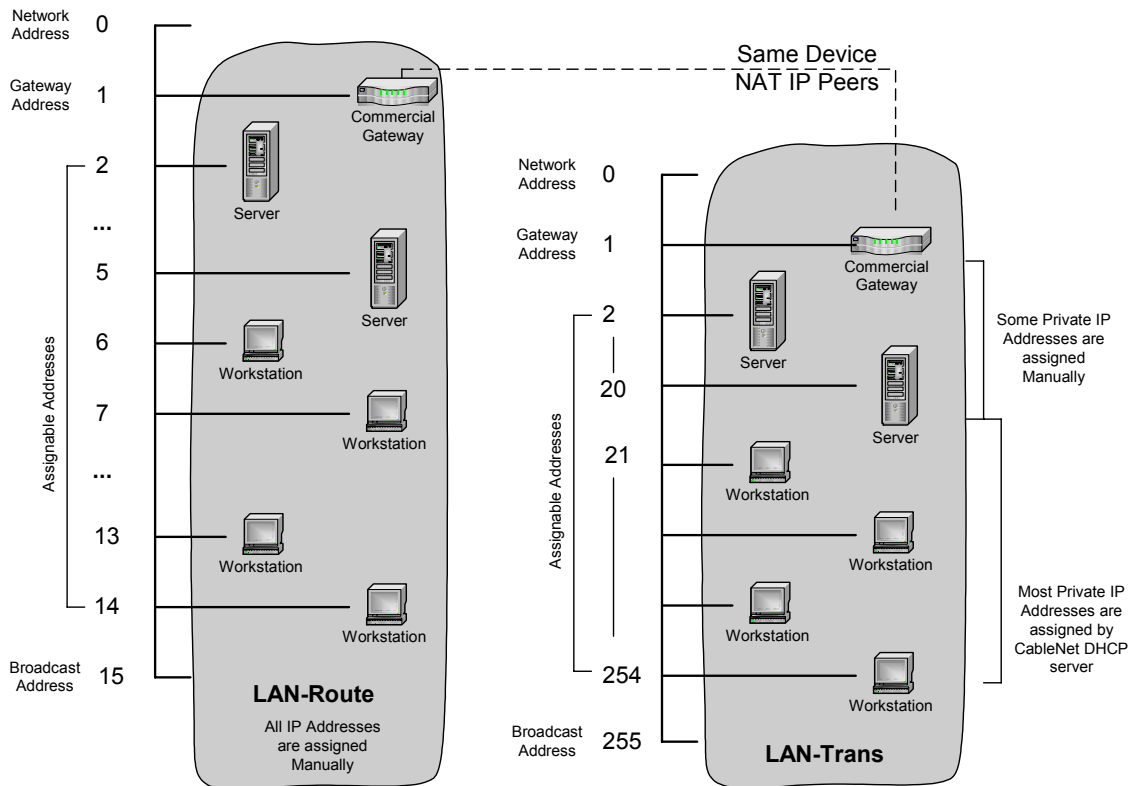 Network
Address
0
Gateway
Address
1
Commercial
Gateway
2
Server
...
5
Server
6
Workstation
7
Workstation
...
13
Workstation
14
Workstation
Assignable Addresses
Broadcast
Address
15
LAN-Route
All IP Addresses
are assigned
Manually
Same Device
NAT IP Peers
Network
Address
0
Gateway
Address
1
Commercial
Gateway
2
Server
20
Server
21
Workstation
Workstation
Workstation
254
Workstation
Assignable Addresses
Broadcast
Address
255
LAN-Trans
Some Private IP
Addresses are
assigned
Manually
Most Private IP
Addresses are
assigned by
CableNet DHCP
server